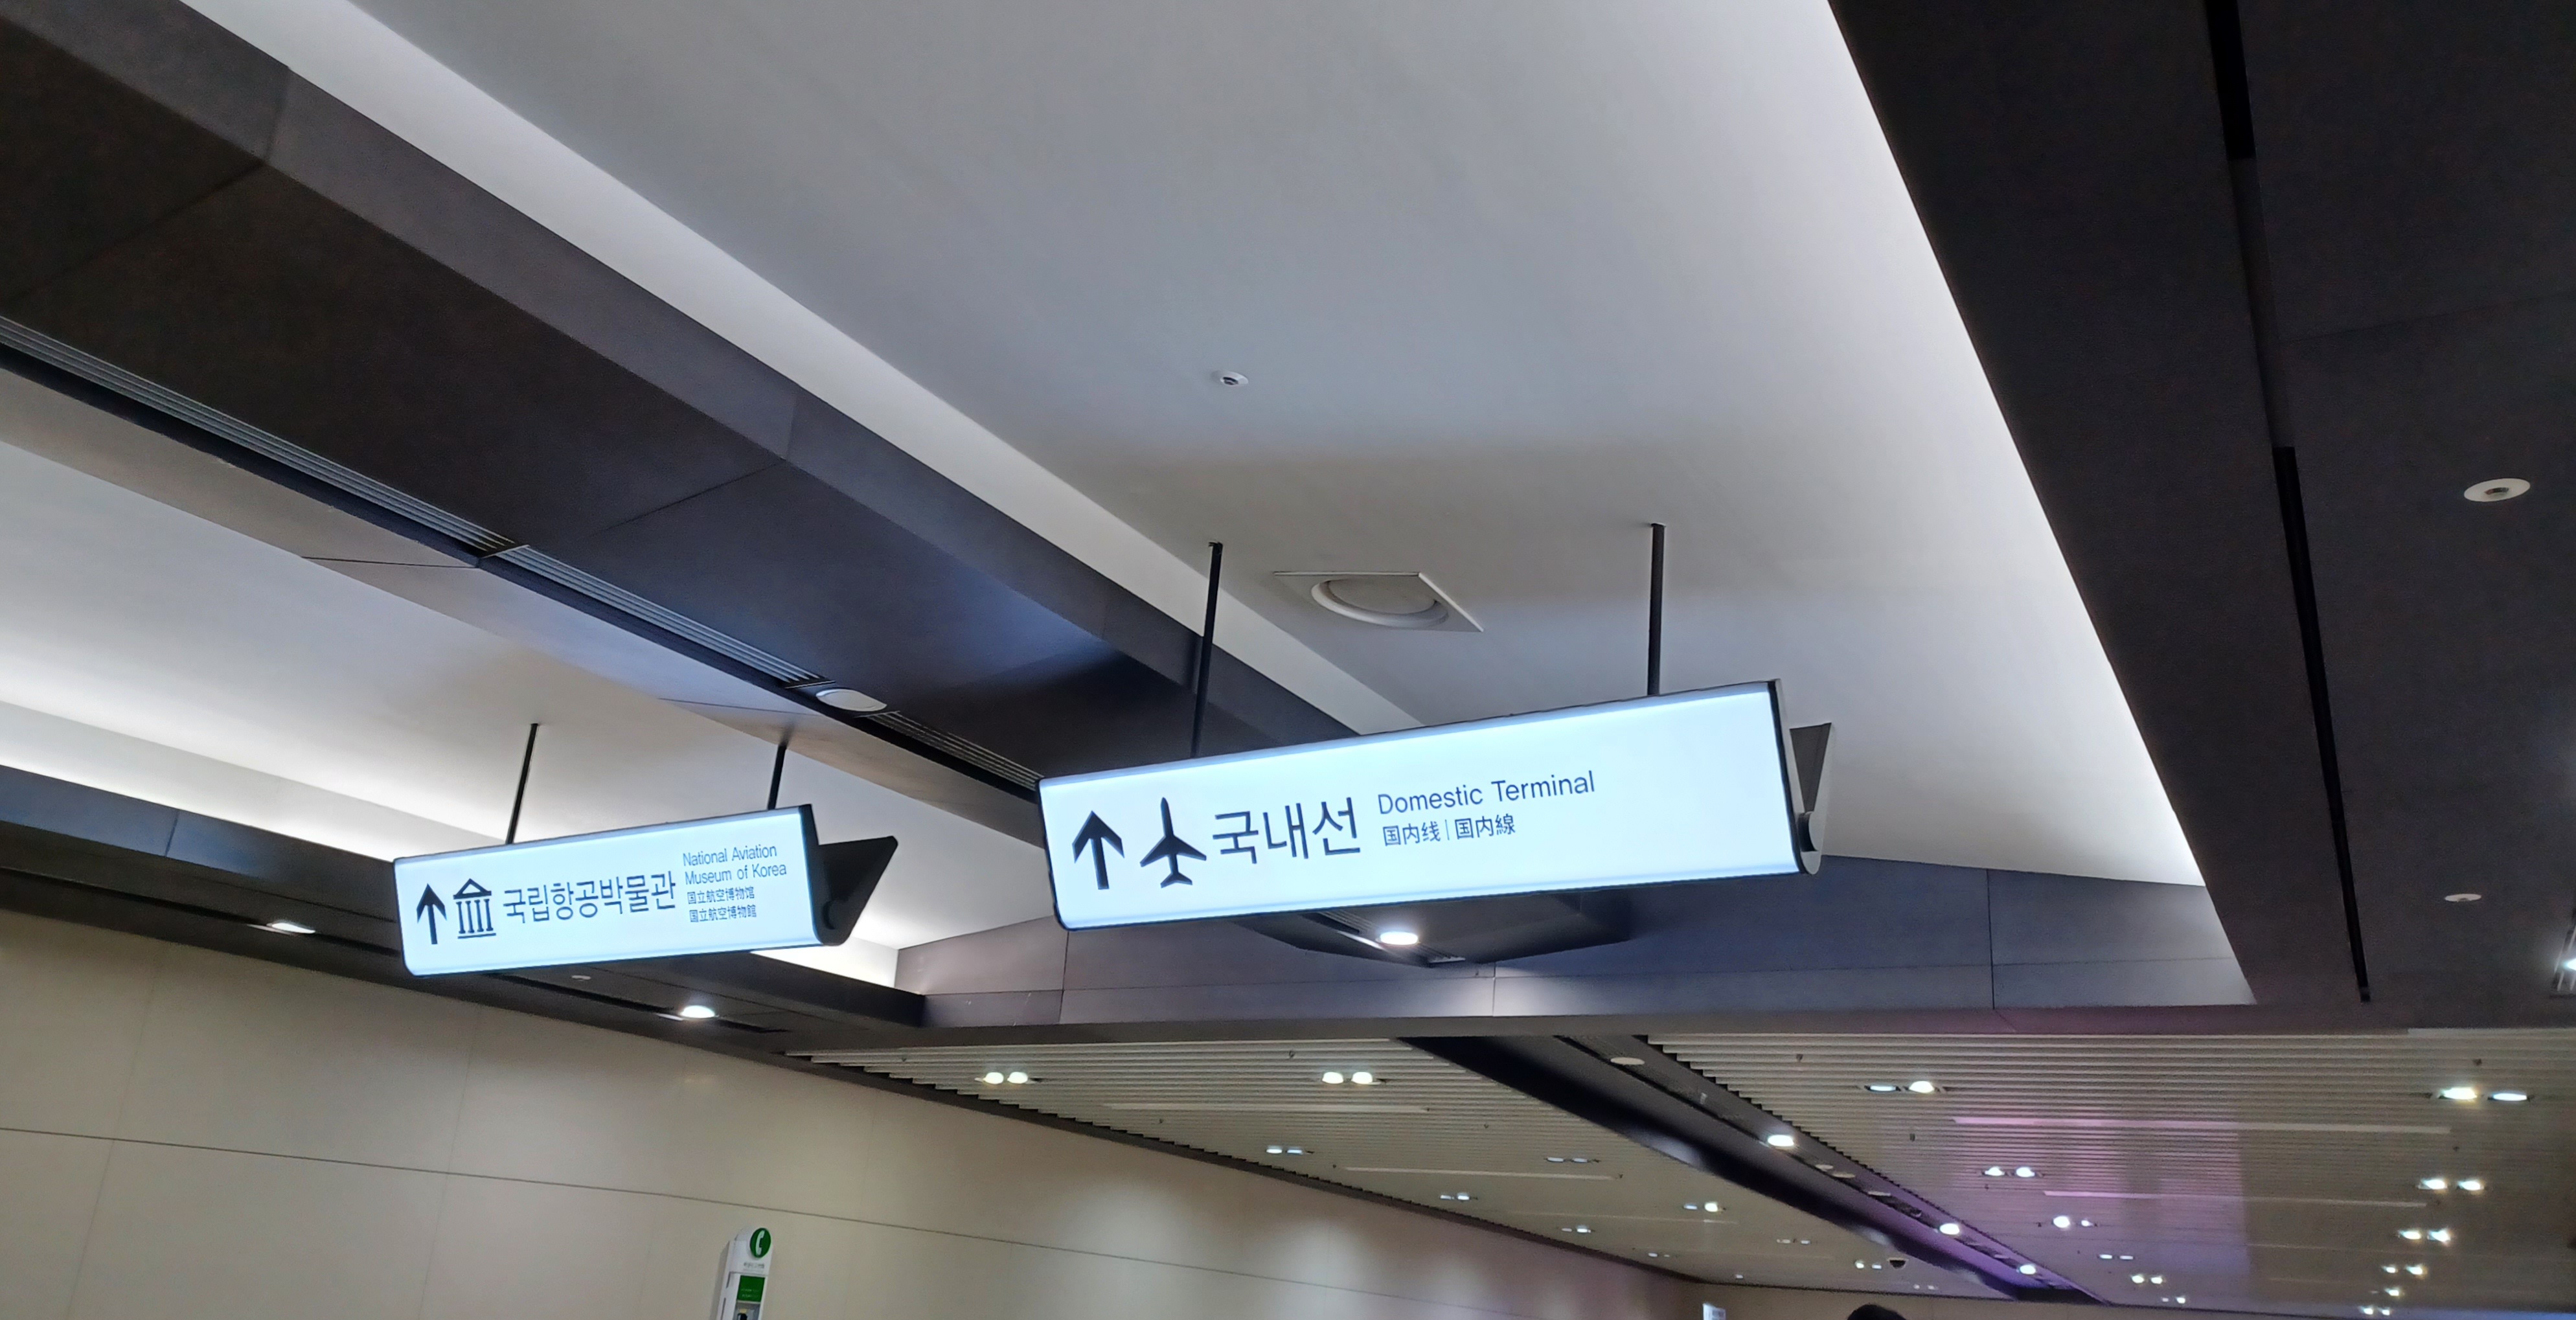 국립항공박물관
National Aviation
Museum of Korea
国立航空博物馆
国立航空博物館
국내선
Domestic Terminal
国内线 | 国内線